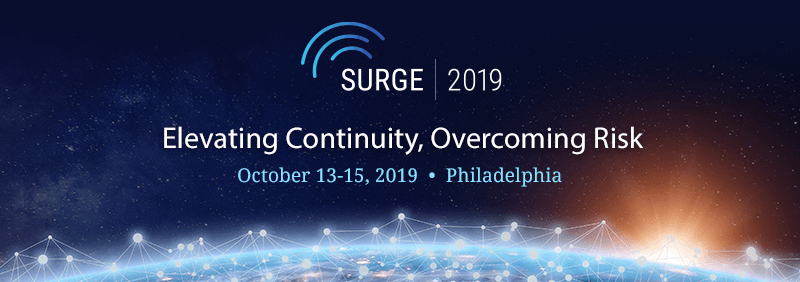 SURGE | 2019
Elevating Continuity, Overcoming Risk
October 13-15, 2019 • Philadelphia